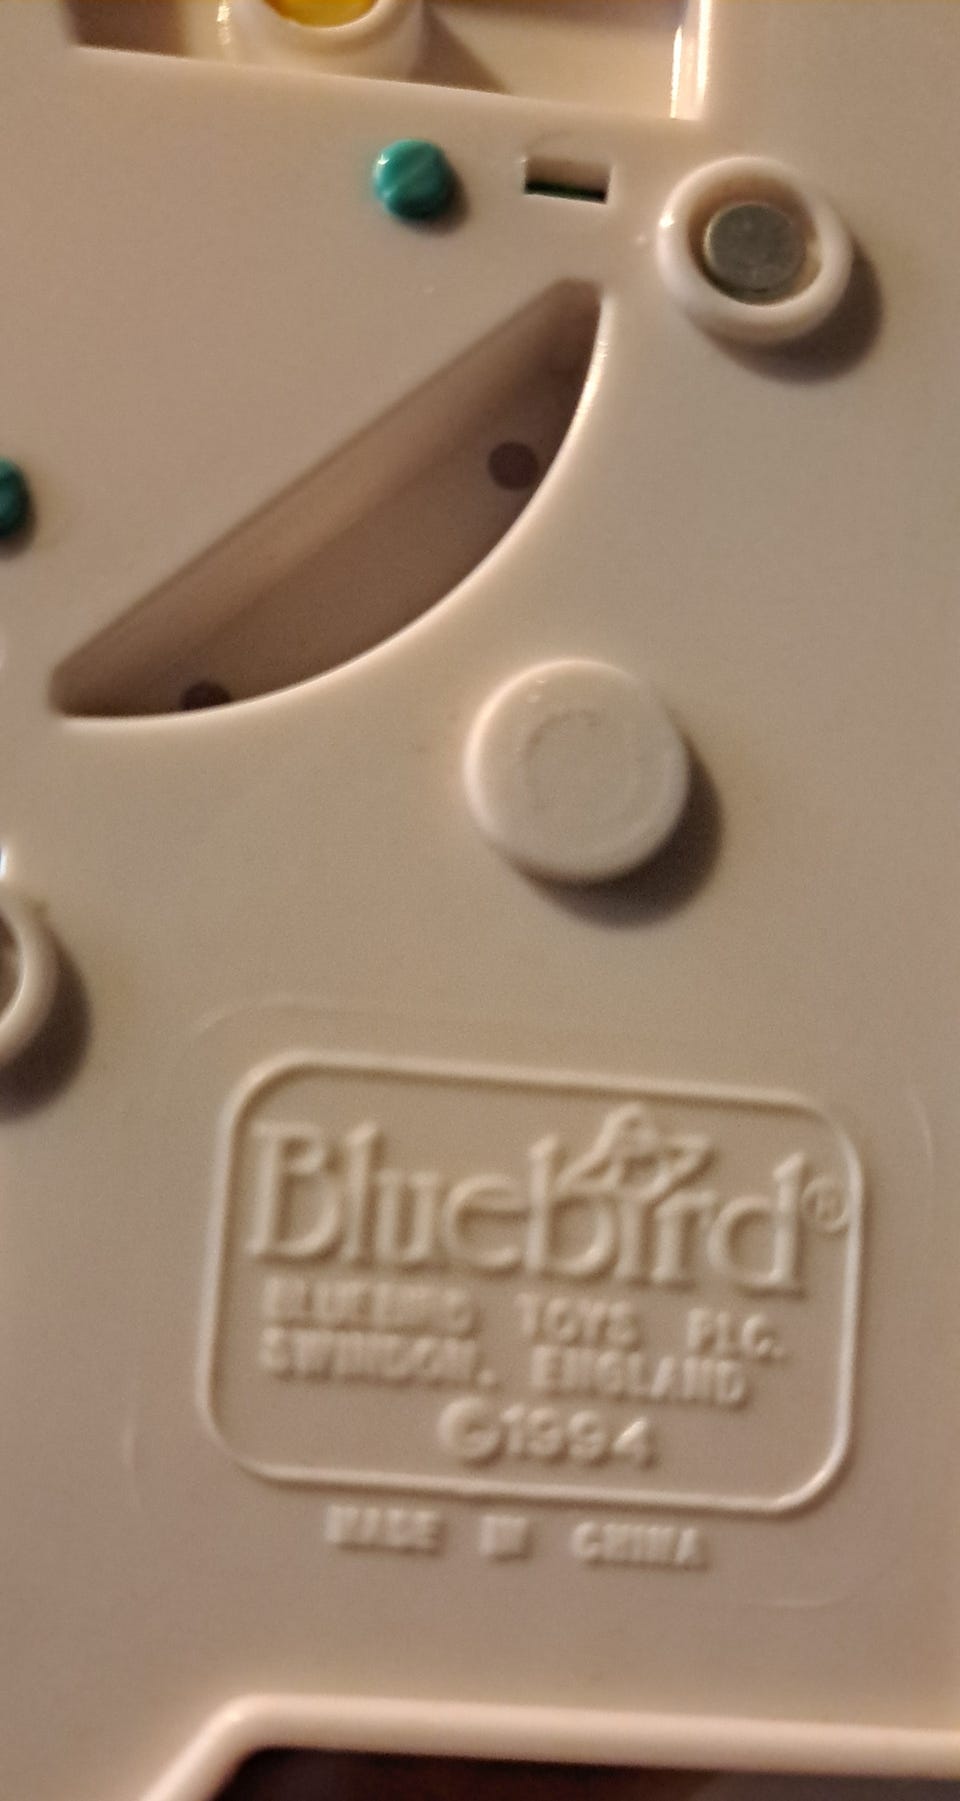 Bluebird®
BLUEBIRD TOYS PLC.
SWINDON, ENGLAND
©1994
MADE IN CHINA